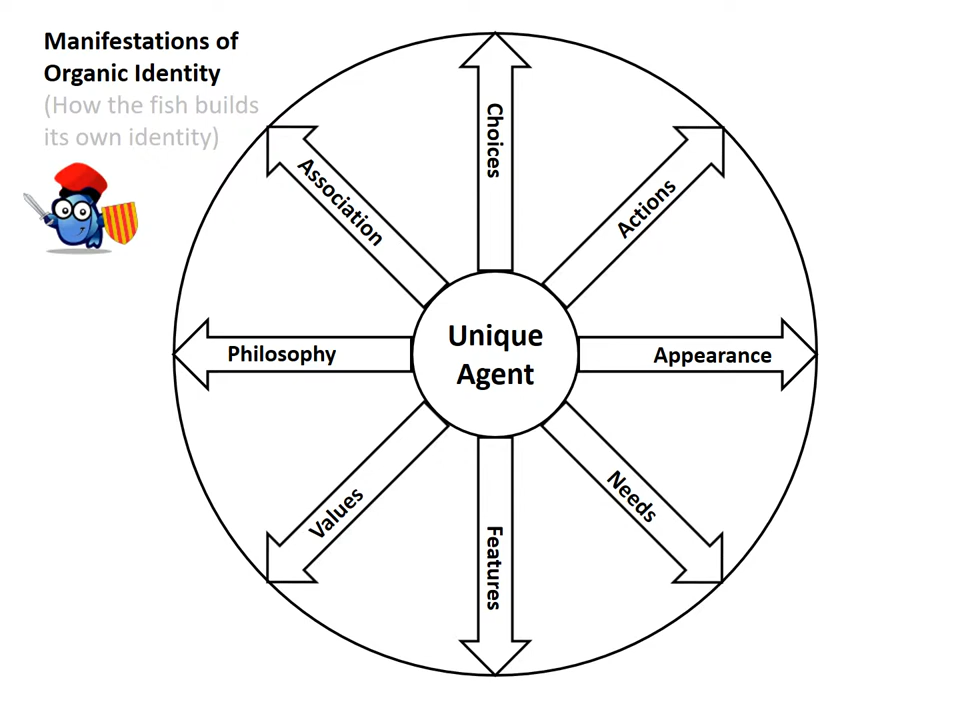 Manifestations of
Organic Identity
(How the fish builds
its own identity)
Choices
Association
Actions
Unique
Agent
Philosophy
Appearance
Values
Needs
Features